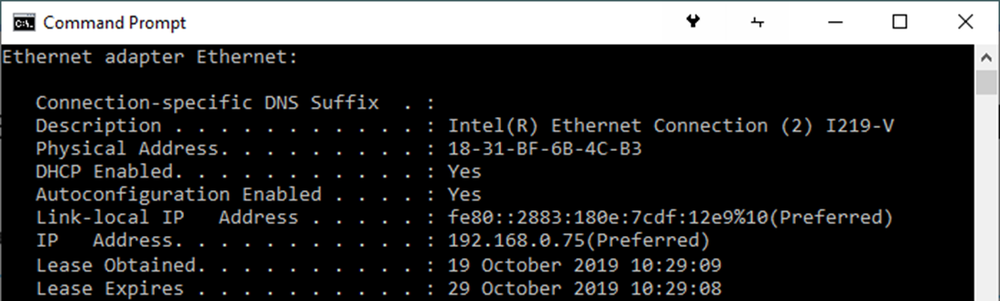 Command Prompt
Ethernet adapter Ethernet:
Connection-specific DNS Suffix  . :
Description . . . . . . . . . . . : Intel(R) Ethernet Connection (2) I219-V
Physical Address. . . . . . . . . : 18-31-BF-6B-4C-B3
DHCP Enabled. . . . . . . . . . . : Yes
Autoconfiguration Enabled . . . . : Yes
Link-local IP   Address . . . . . : fe80::2883:180e:7cdf:12e9%10(Preferred)
IP   Address. . . . . . . . . . . : 192.168.0.75(Preferred)
Lease Obtained. . . . . . . . . . : 19 October 2019 10:29:09
Lease Expires . . . . . . . . . . : 29 October 2019 10:29:08